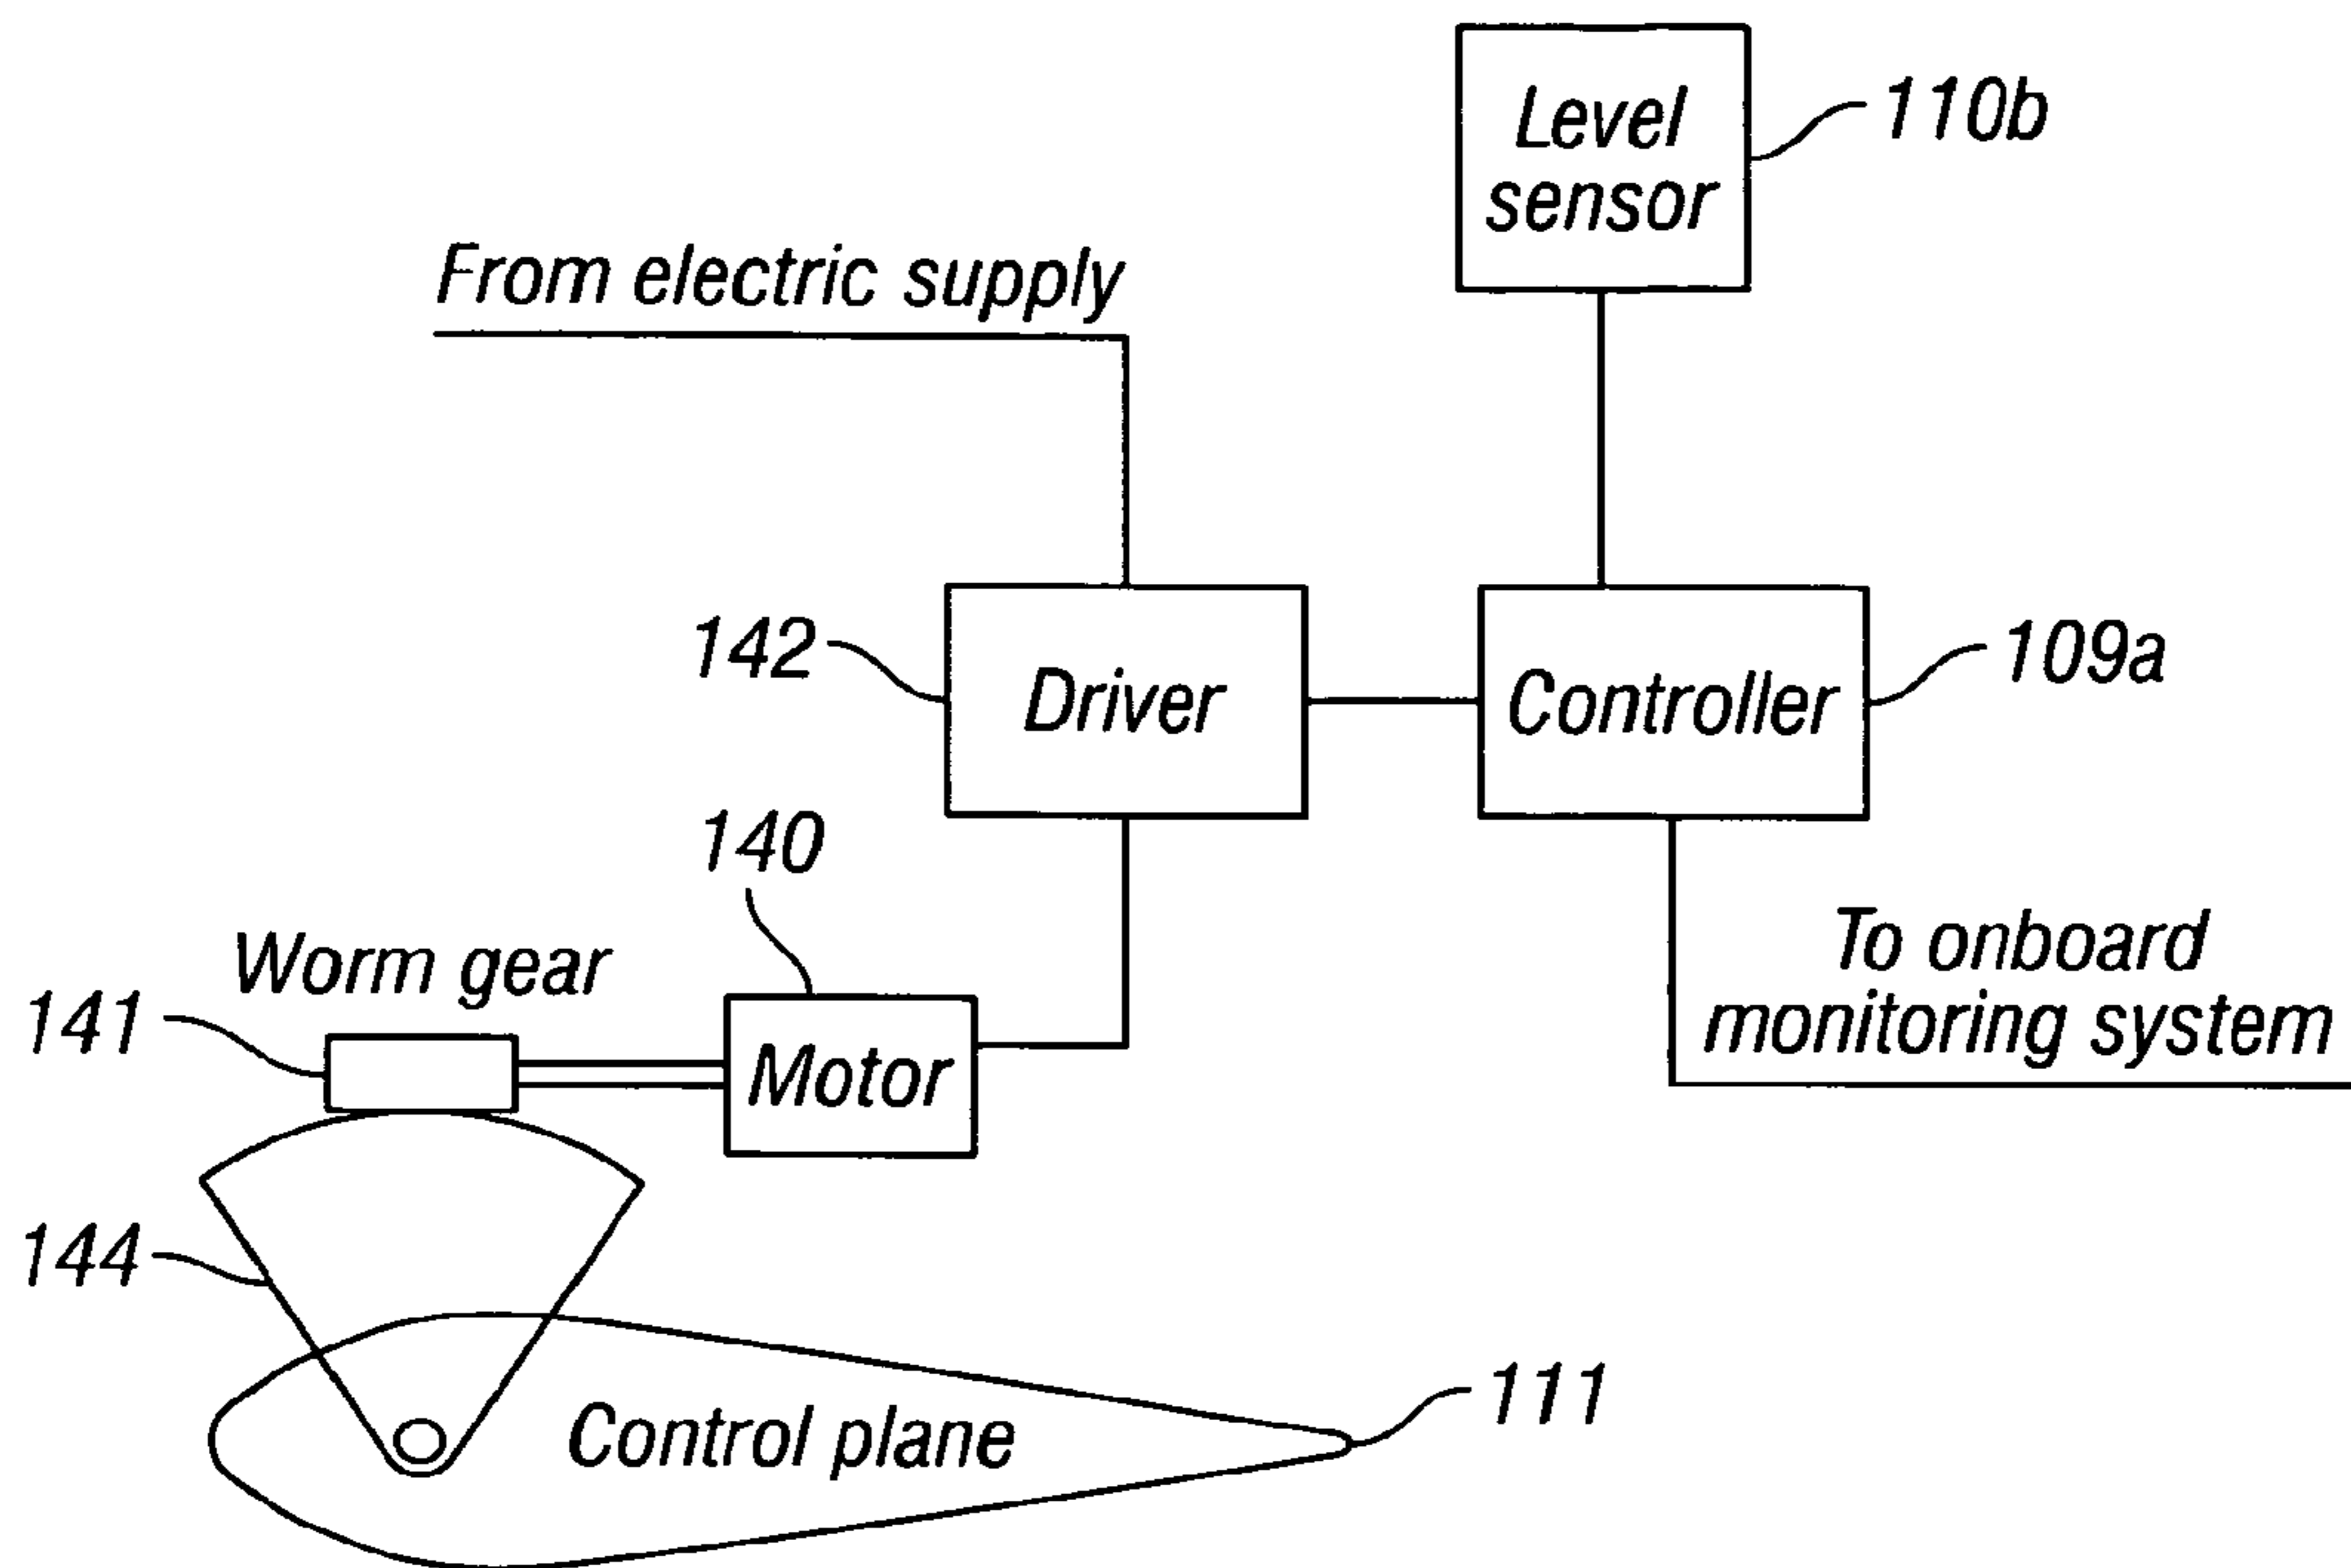 Level
sensor
110b
From electric supply
142
Driver
Controller
109a
140
Worm gear
141
Motor
To onboard
monitoring system
144
Control plane
111